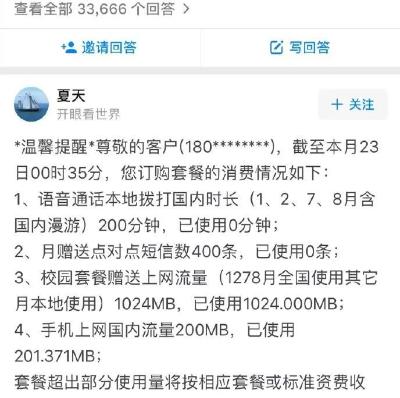 查看全部 33,666 个回答 >
邀请回答
写回答
夏天
开眼看世界
+ 关注
*温馨提醒*尊敬的客户(180********)，截至本月23
日00时35分，您订购套餐的消费情况如下：
1、语音通话本地拨打国内时长（1、2、7、8月含
国内漫游）200分钟，已使用0分钟；
2、月赠送点对点短信数400条，已使用0条；
3、校园套餐赠送上网流量（1278月全国使用其它
月本地使用）1024MB，已使用1024.000MB；
4、手机上网国内流量200MB，已使用
201.371MB；
套餐超出部分使用量将按相应套餐或标准资费收